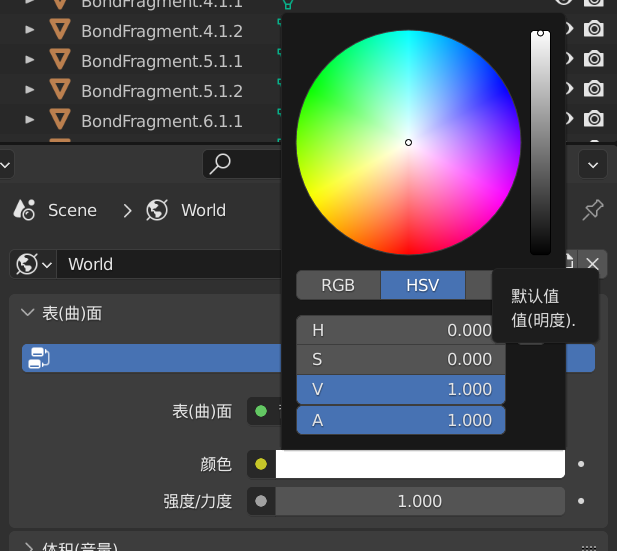 BondFragment.4.1.1
BondFragment.4.1.2
BondFragment.5.1.1
BondFragment.5.1.2
BondFragment.6.1.1
Scene
World
World
RGB
HSV
默认值
值(明度).
表(曲)面
H 0.000
S 0.000
V 1.000
A 1.000
表(曲)面
颜色
强度/力度 1.000
体积(音量)